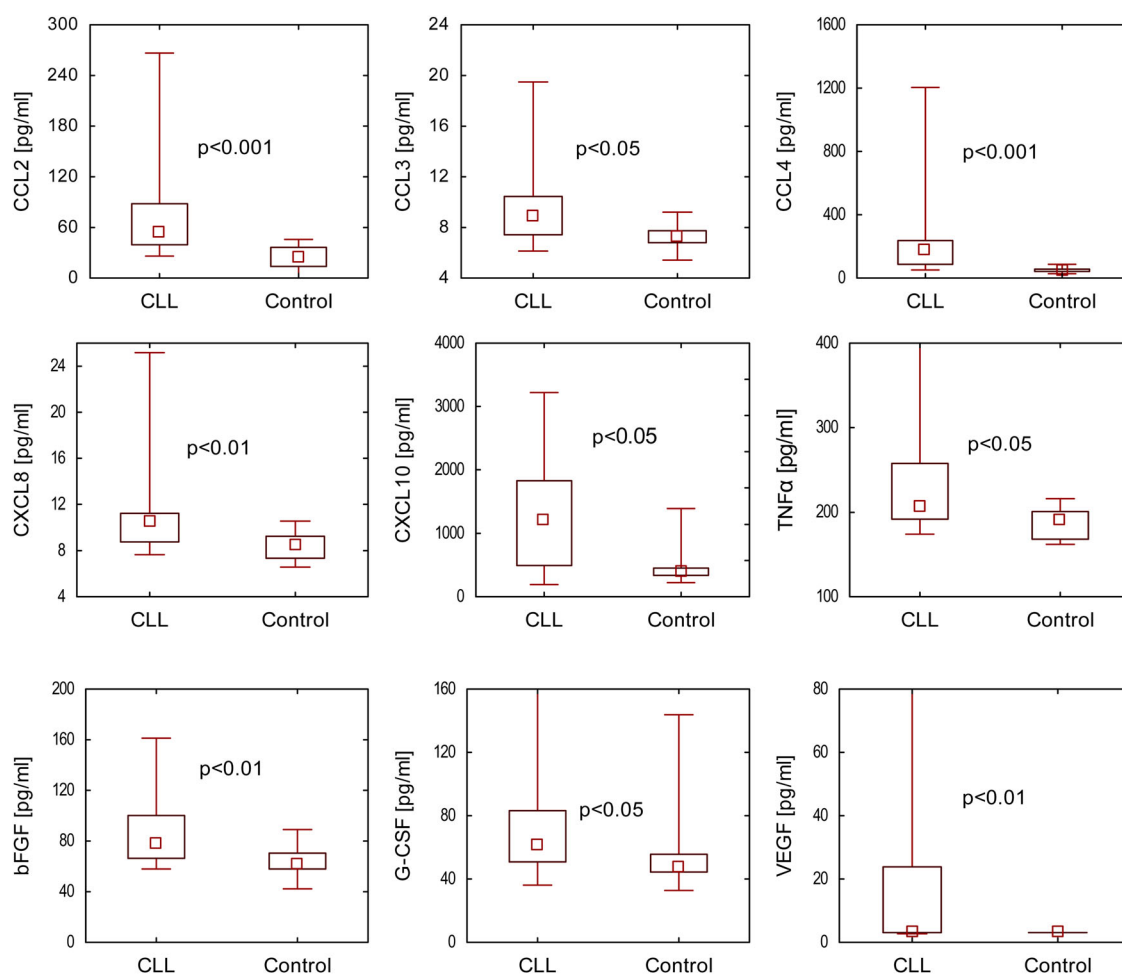 CCL2 [pg/ml]
300
240
180
120
60
0
p<0.001
CLL Control
CCL3 [pg/ml]
24
20
16
12
8
4
p<0.05
CLL Control
CCL4 [pg/ml]
1600
1200
800
400
0
p<0.001
CLL Control
CXCL8 [pg/ml]
24
20
16
12
8
4
p<0.01
CLL Control
CXCL10 [pg/ml]
4000
3000
2000
1000
0
p<0.05
CLL Control
TNFα [pg/ml]
400
400
200
100
p<0.05
CLL Control
bFGF [pg/ml]
200
160
120
80
40
0
p<0.01
CLL Control
G-CSF [pg/ml]
160
120
80
40
0
p<0.05
CLL Control
VEGF [pg/ml]
80
60
40
20
0
p<0.01
CLL Control